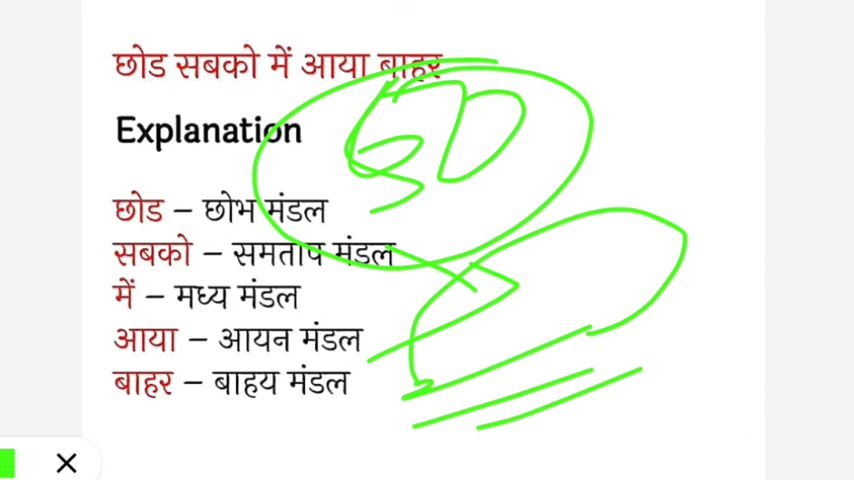 छोड सबको में आया बाहर
Explanation
छोड – छोभ मंडल
सबको – समताप मंडल
में – मध्य मंडल
आया – आयन मंडल
बाहर – बाहय मंडल